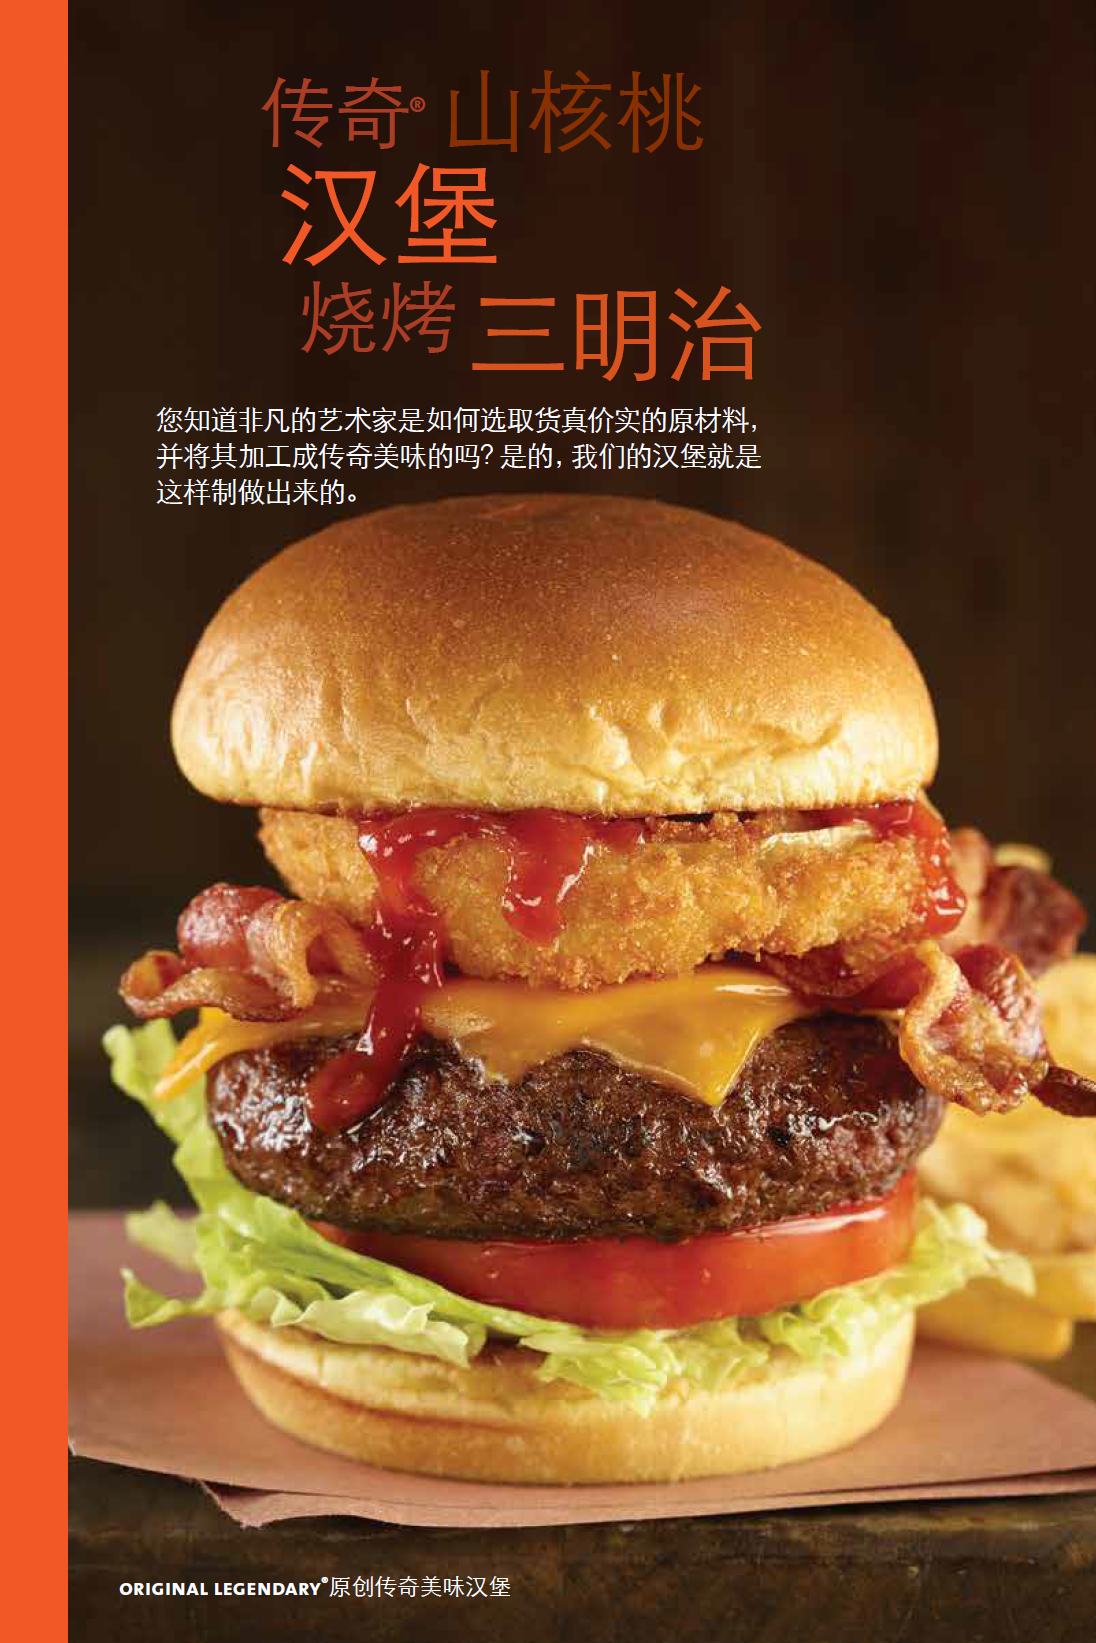 传奇® 山核桃
汉堡
烧烤 三明治
您知道非凡的艺术家是如何选取货真价实的原材料,
并将其加工成传奇美味的吗? 是的, 我们的汉堡就是
这样制做出来的。
ORIGINAL LEGENDARY®原创传奇美味汉堡